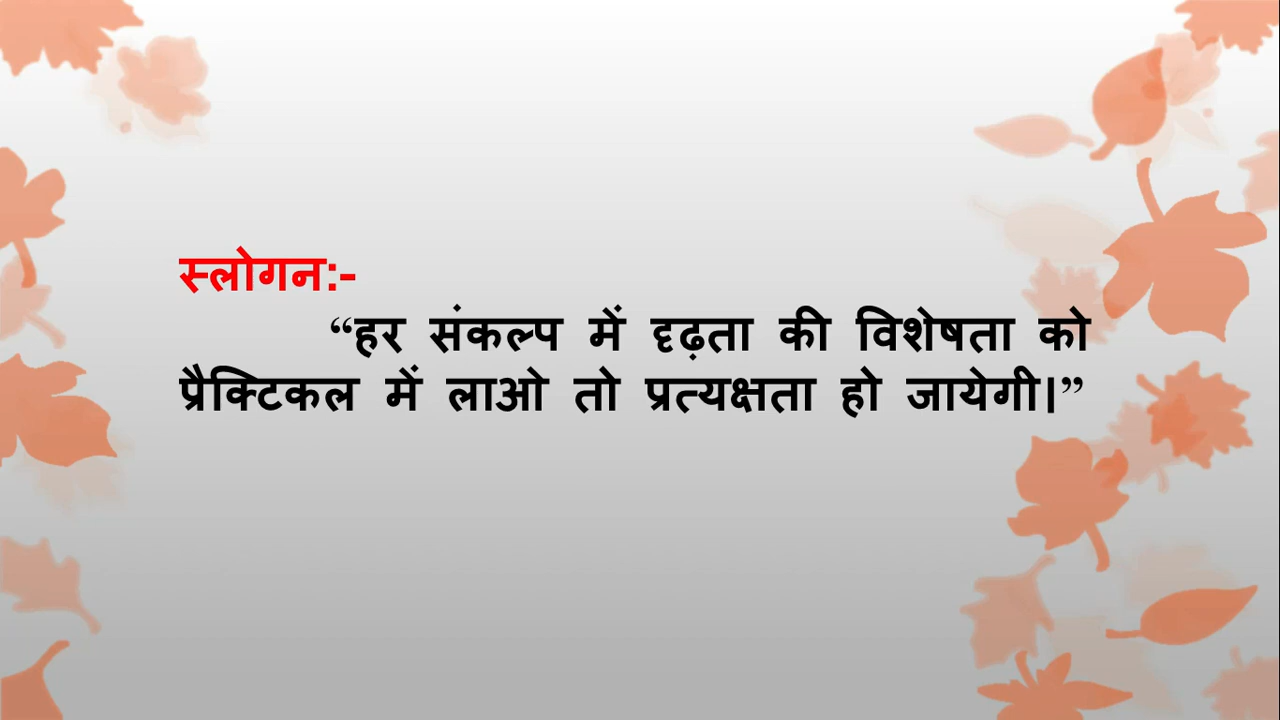 स्लोगन:-
“हर संकल्प में दृढ़ता की विशेषता को
प्रैक्टिकल में लाओ तो प्रत्यक्षता हो जायेगी।”